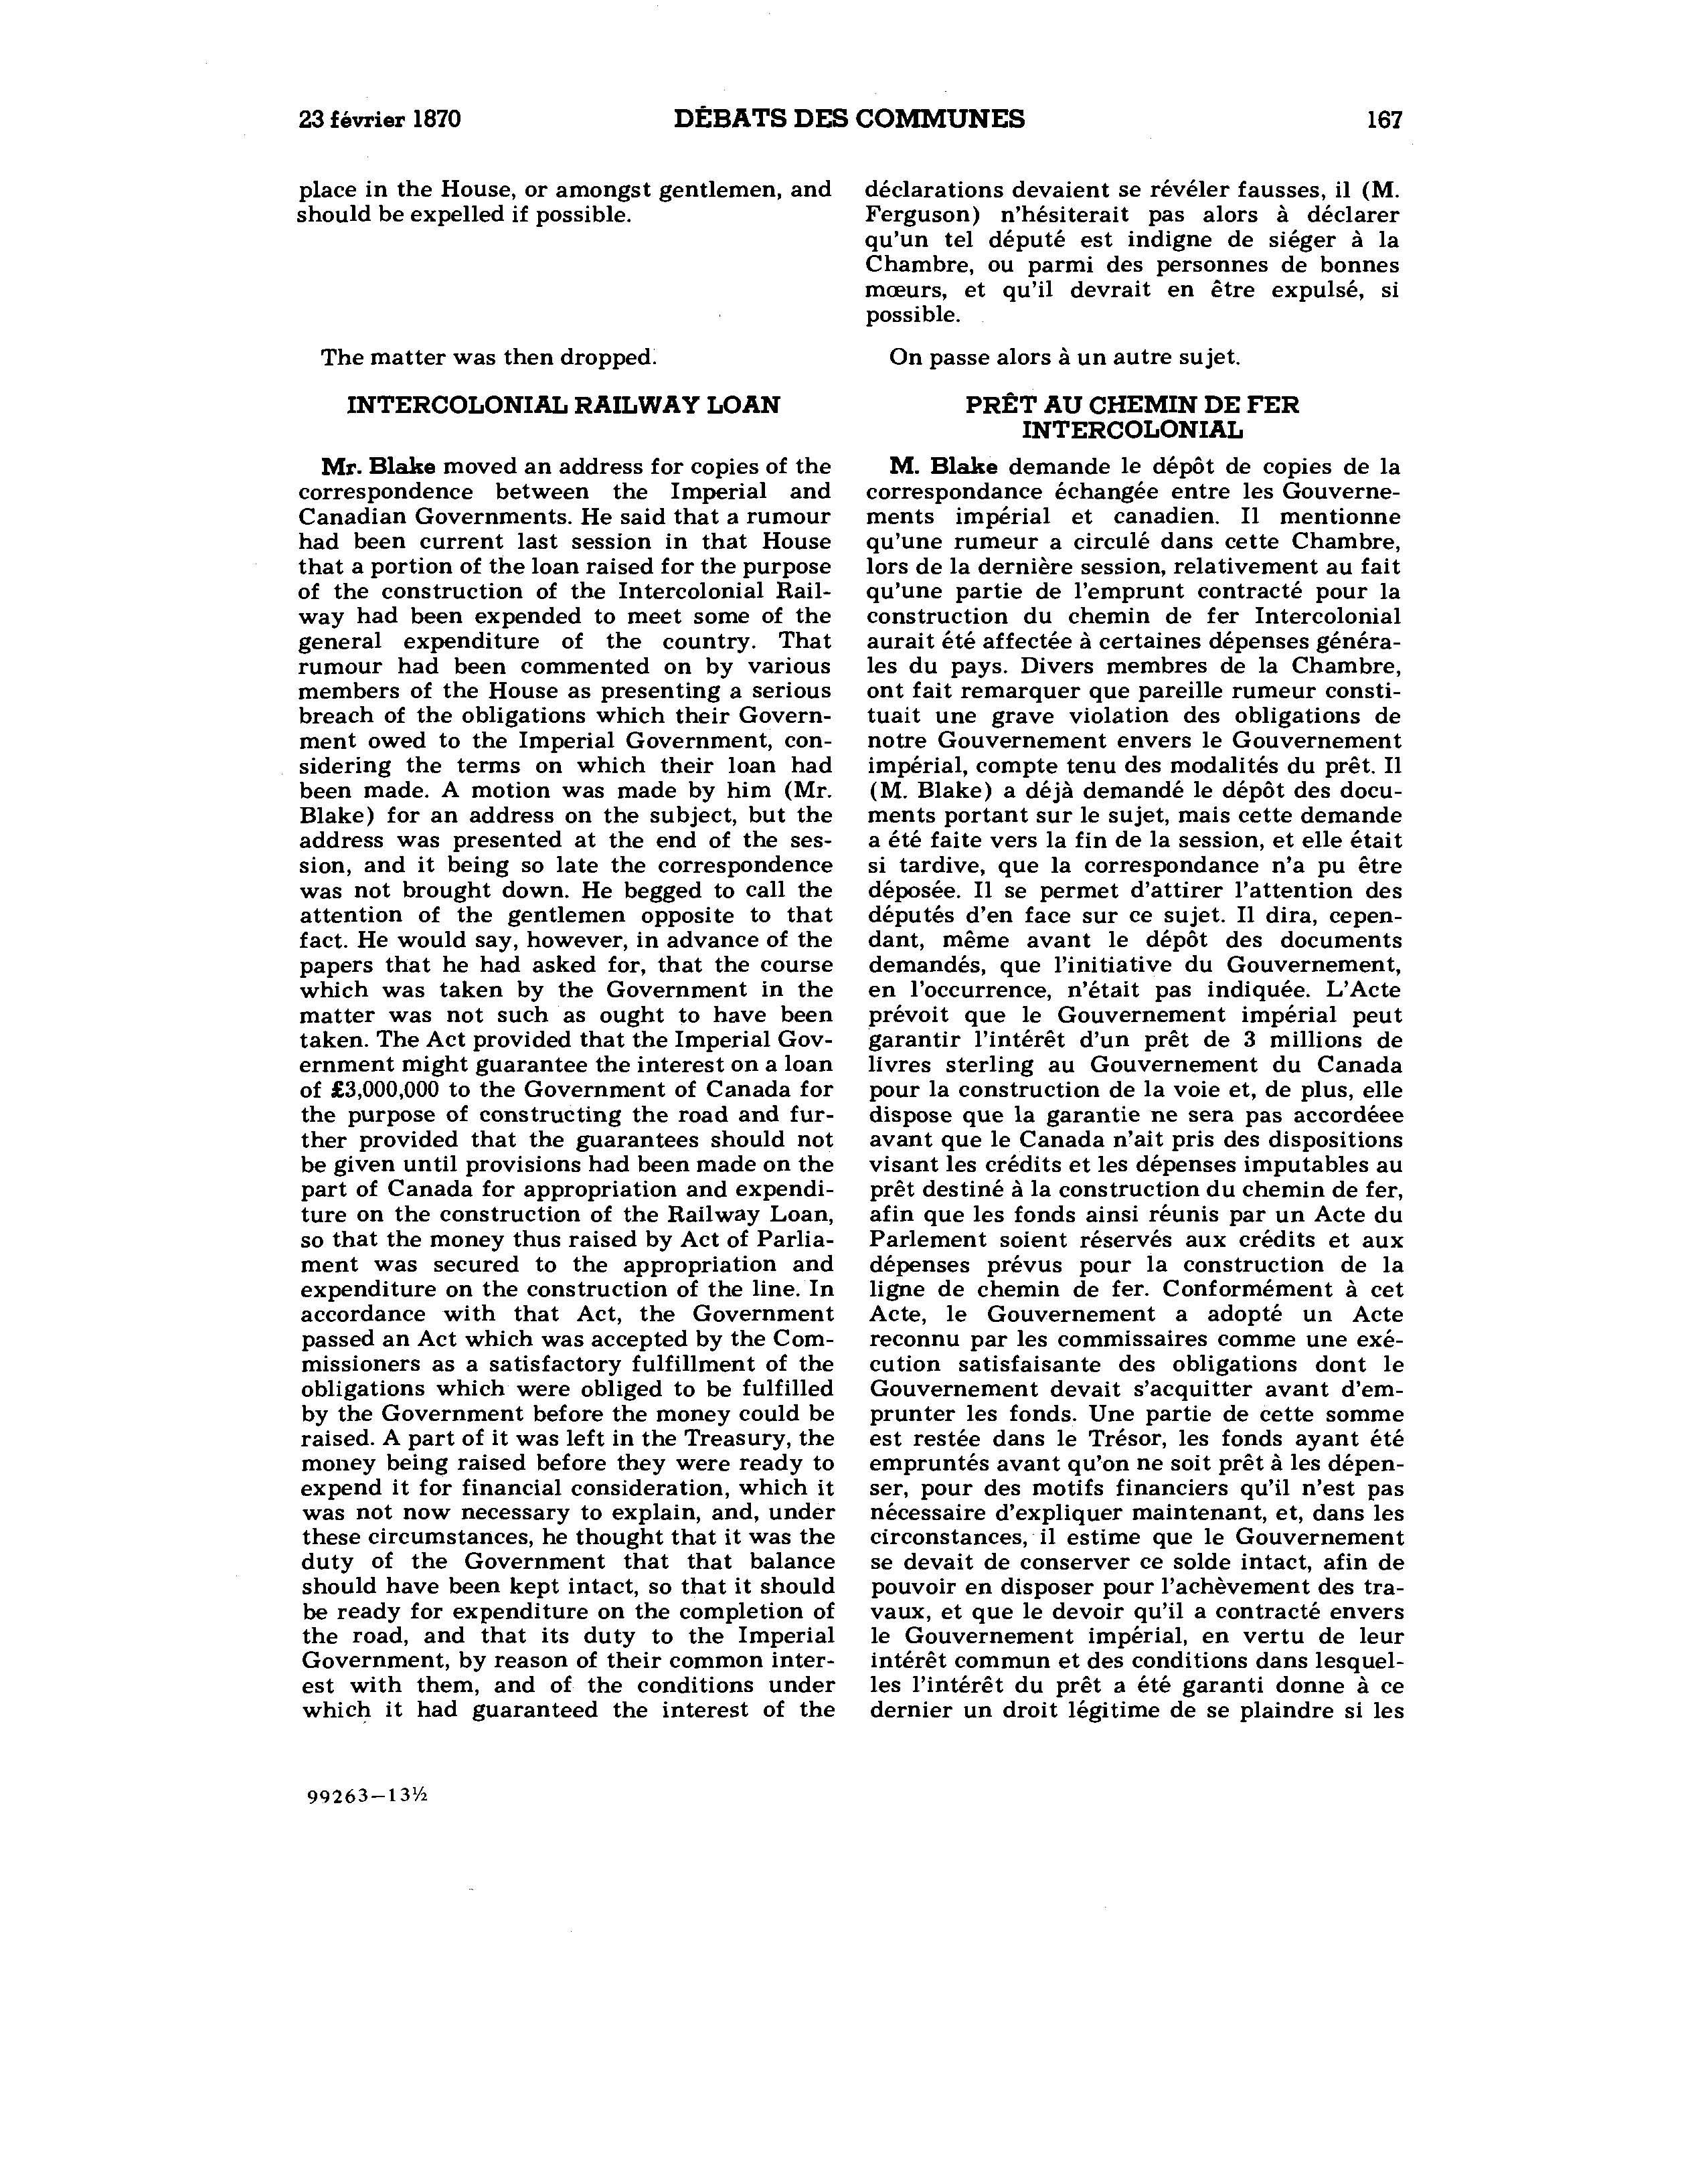 23 février 1870
DÉBATS DES COMMUNES
167
place in the House, or amongst gentlemen, and
should be expelled if possible.
The matter was then dropped.
INTERCOLONIAL RAILWAY LOAN
Mr. Blake moved an address for copies of the
correspondence between the Imperial and
Canadian Governments. He said that a rumour
had been current last session in that House
that a portion of the loan raised for the purpose
of the construction of the Intercolonial Rail-
way had been expended to meet some of the
general expenditure of the country. That
rumour had been commented on by various
members of the House as presenting a serious
breach of the obligations which their Govern-
ment owed to the Imperial Government, con-
sidering the terms on which their loan had
been made. A motion was made by him (Mr.
Blake) for an address on the subject, but the
address was presented at the end of the ses-
sion, and it being so late the correspondence
was not brought down. He begged to call the
attention of the gentlemen opposite to that
fact. He would say, however, in advance of the
papers that he had asked for, that the course
which was taken by the Government in the
matter was not such as ought to have been
taken. The Act provided that the Imperial Gov-
ernment might guarantee the interest on a loan
of £3,000,000 to the Government of Canada for
the purpose of constructing the road and fur-
ther provided that the guarantees should not
be given until provisions had been made on the
part of Canada for appropriation and expendi-
ture on the construction of the Railway Loan,
so that the money thus raised by Act of Parlia-
ment was secured to the appropriation and
expenditure on the construction of the line. In
accordance with that Act, the Government
passed an Act which was accepted by the Com-
missioners as a satisfactory fulfillment of the
obligations which were obliged to be fulfilled
by the Government before the money could be
raised. A part of it was left in the Treasury, the
money being raised before they were ready to
expend it for financial consideration, which it
was not now necessary to explain, and, under
these circumstances, he thought that it was the
duty of the Government that that balance
should have been kept intact, so that it should
be ready for expenditure on the completion of
the road, and that its duty to the Imperial
Government, by reason of their common inter-
est with them, and of the conditions under
which it had guaranteed the interest of the
déclarations devaient se révéler fausses, il (M.
Ferguson) n'hésiterait pas alors à déclarer
qu'un tel député est indigne de siéger à la
Chambre, ou parmi des personnes de bonnes
mœurs, et qu'il devrait en être expulsé, si
possible.
On passe alors à un autre sujet.
PRÊT AU CHEMIN DE FER
INTERCOLONIAL
M. Blake demande le dépôt de copies de la
correspondance échangée entre les Gouverne-
ments impérial et canadien. Il mentionne
qu'une rumeur a circulé dans cette Chambre,
lors de la dernière session, relativement au fait
qu'une partie de l'emprunt contracté pour la
construction du chemin de fer Intercolonial
aurait été affectée à certaines dépenses généra-
les du pays. Divers membres de la Chambre,
ont fait remarquer que pareille rumeur consti-
tuait une grave violation des obligations de
notre Gouvernement envers le Gouvernement
impérial, compte tenu des modalités du prêt. Il
(M. Blake) a déjà demandé le dépôt des docu-
ments portant sur le sujet, mais cette demande
a été faite vers la fin de la session, et elle était
si tardive, que la correspondance n'a pu être
déposée. Il se permet d'attirer l'attention des
députés d'en face sur ce sujet. Il dira, cepen-
dant, même avant le dépôt des documents
demandés, que l'initiative du Gouvernement,
en l'occurrence, n'était pas indiquée. L'Acte
prévoit que le Gouvernement impérial peut
garantir l'intérêt d'un prêt de 3 millions de
livres sterling au Gouvernement du Canada
pour la construction de la voie et, de plus, elle
dispose que la garantie ne sera pas accordéee
avant que le Canada n'ait pris des dispositions
visant les crédits et les dépenses imputables au
prêt destiné à la construction du chemin de fer,
afin que les fonds ainsi réunis par un Acte du
Parlement soient réservés aux crédits et aux
dépenses prévus pour la construction de la
ligne de chemin de fer. Conformément à cet
Acte, le Gouvernement a adopté un Acte
reconnu par les commissaires comme une exé-
cution satisfaisante des obligations dont le
Gouvernement devait s'acquitter avant d'em-
prunter les fonds. Une partie de cette somme
est restée dans le Trésor, les fonds ayant été
empruntés avant qu'on ne soit prêt à les dépen-
ser, pour des motifs financiers qu'il n'est pas
nécessaire d'expliquer maintenant, et, dans les
circonstances, il estime que le Gouvernement
se devait de conserver ce solde intact, afin de
pouvoir en disposer pour l'achèvement des tra-
vaux, et que le devoir qu'il a contracté envers
le Gouvernement impérial, en vertu de leur
intérêt commun et des conditions dans lesquel-
les l'intérêt du prêt a été garanti donne à ce
dernier un droit légitime de se plaindre si les
99263—13½